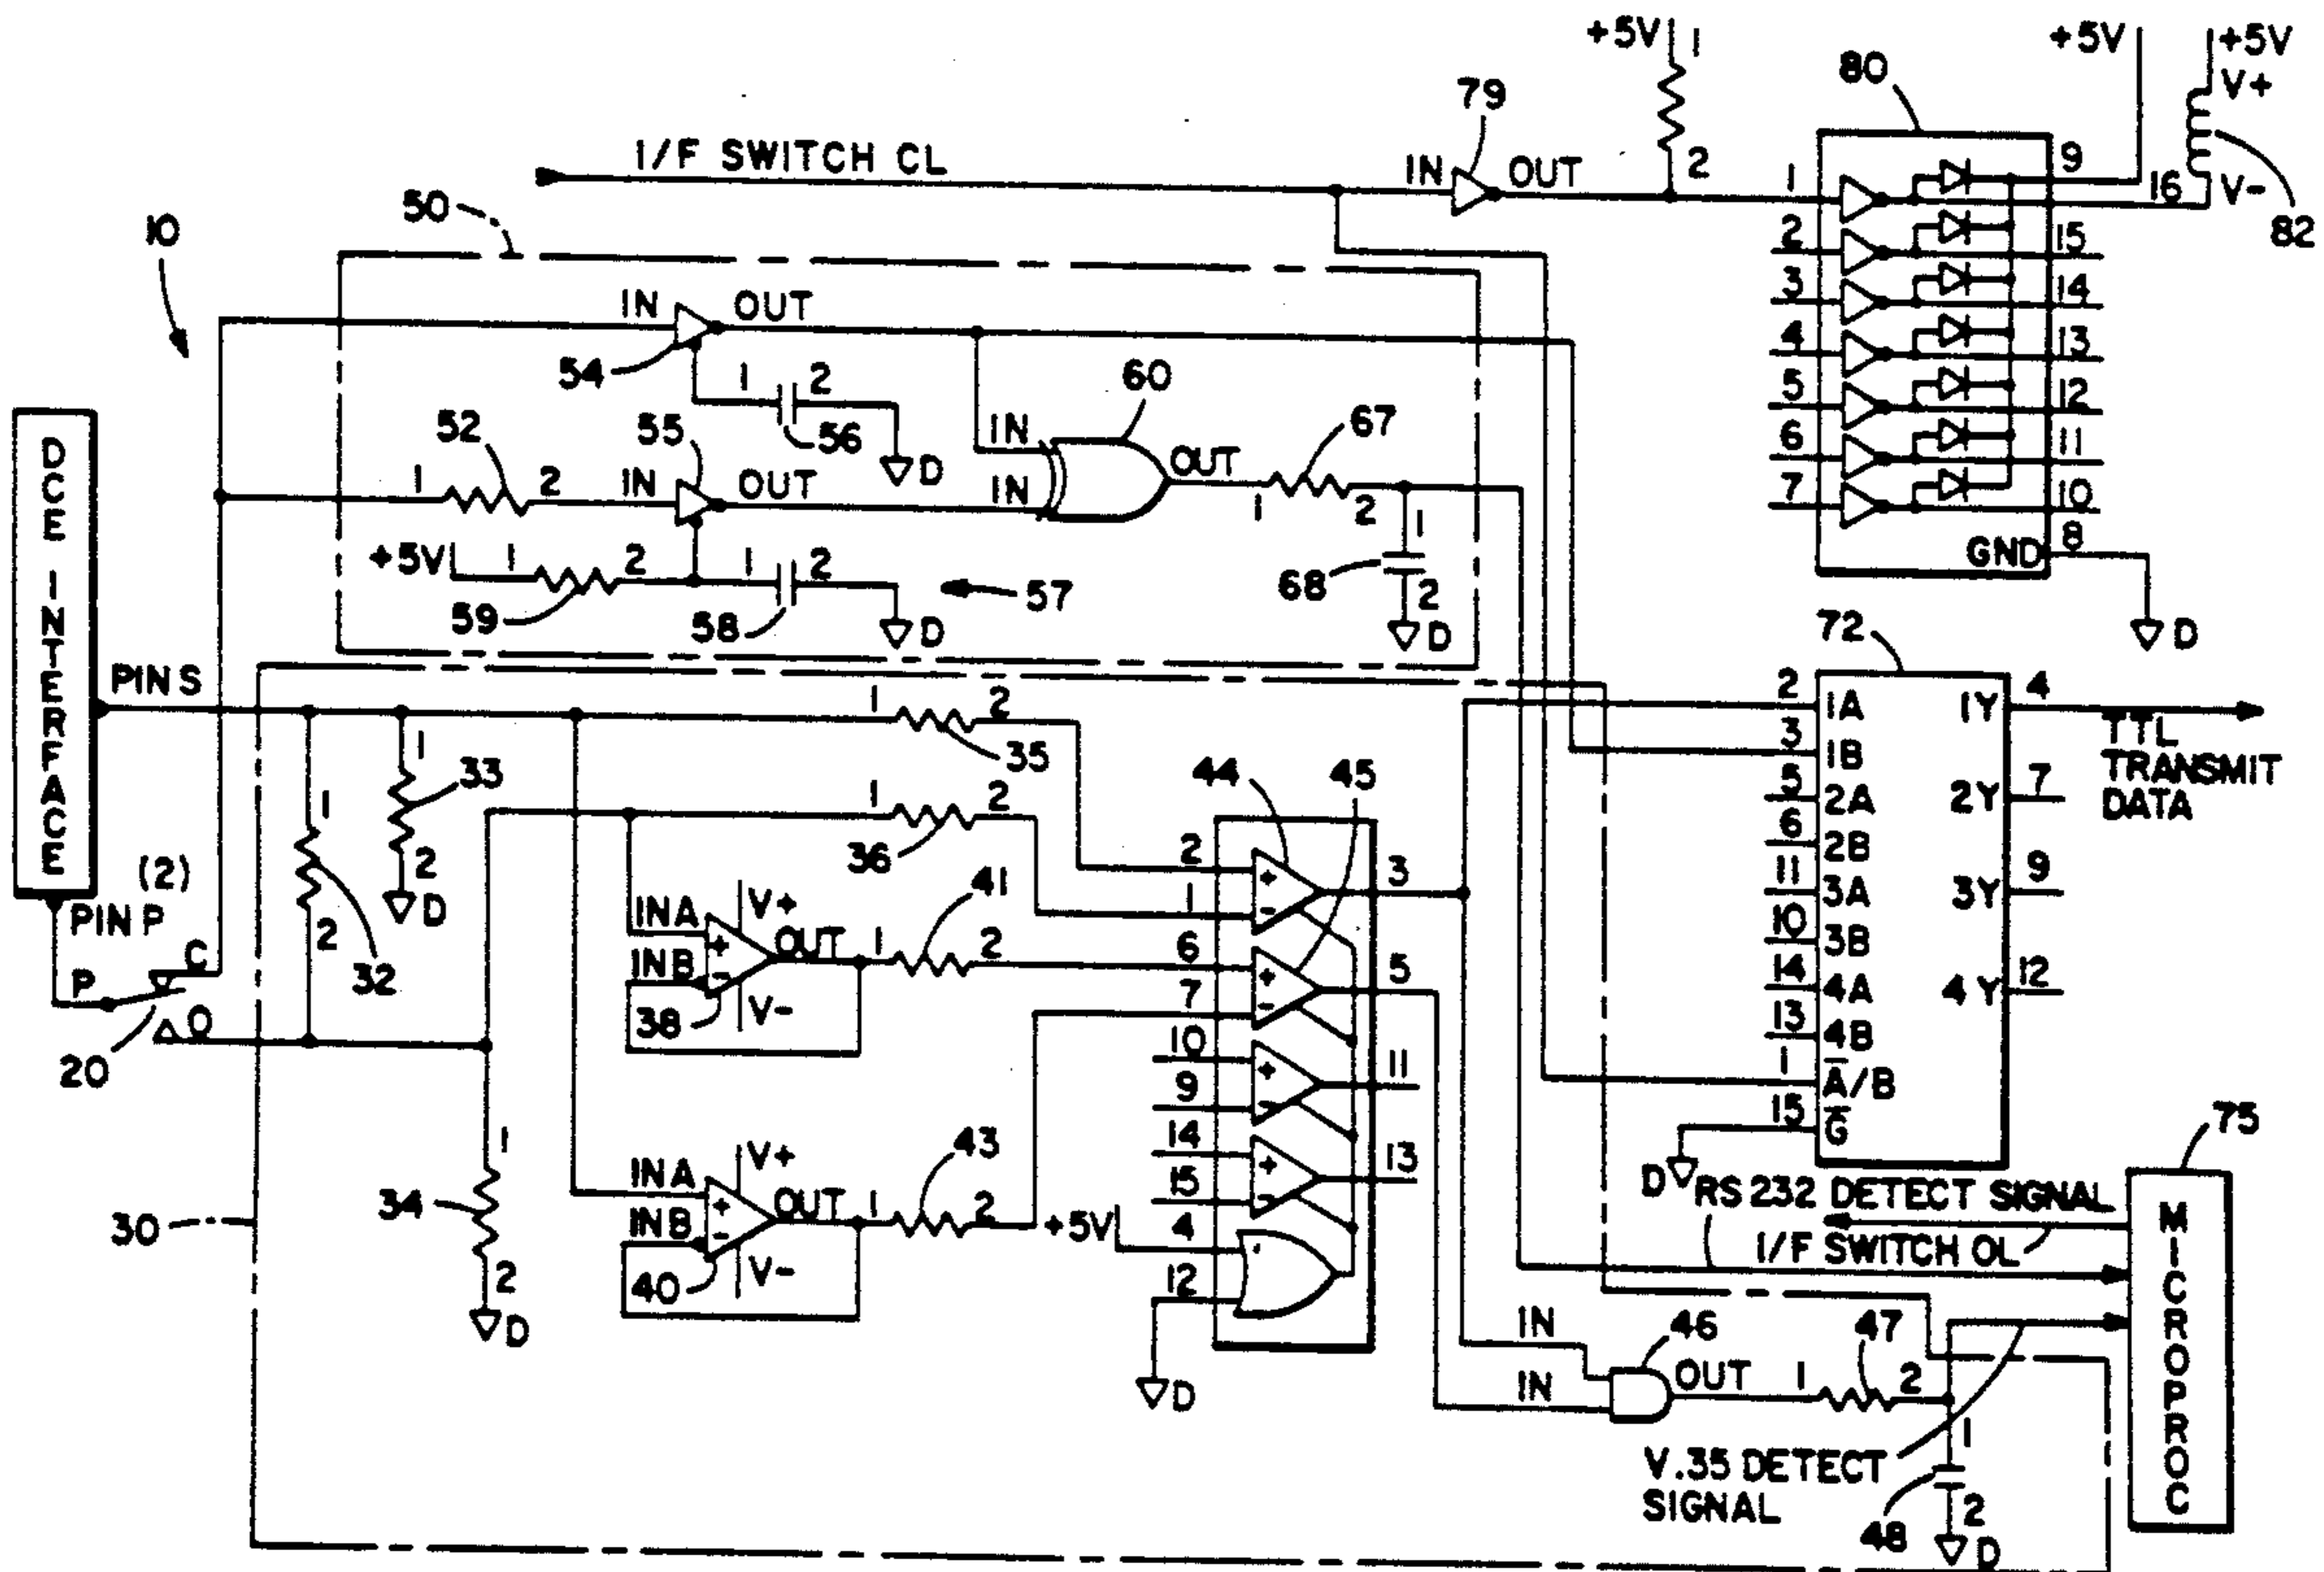 +5V 1
+5V
+5V
V+
80
79
I/F SWITCH CL
IN
OUT
2
1
9
16
V-
82
10
50
2
15
IN
OUT
3
14
54
1
2
60
4
13
56
D
5
12
52
55
IN
67
6
11
1
2
IN
OUT
IN
OUT
1
2
7
10
+5V
1
2
1
2
57
1
68
2
GND
8
59
58
D
D
72
D
DCE INTERFACE
PIN S
1
2
35
2
1A
1Y
4
3
1B
TTL
TRANSMIT
DATA
1
33
1
2
44
45
5
2A
2Y
7
1
36
6
2B
2
D
(2)
PIN P
2
32
INA
V+
41
2
1
3
11
3A
3Y
9
INB
OUT
1
2
6
10
3B
C
P
+
-
+
-
V-
38
7
5
14
4A
4Y
12
20
O
10
9
11
13
4B
1
A/B
15
G
75
1
INA
V+
43
14
13
D
RS 232 DETECT SIGNAL
34
INB
OUT
1
2
15
+5V
4
I/F SWITCH OL
30
2
40
V-
12
MICROPROC
D
IN
46
47
IN
OUT
1
2
D
1
V.35 DETECT
SIGNAL
48
2
D